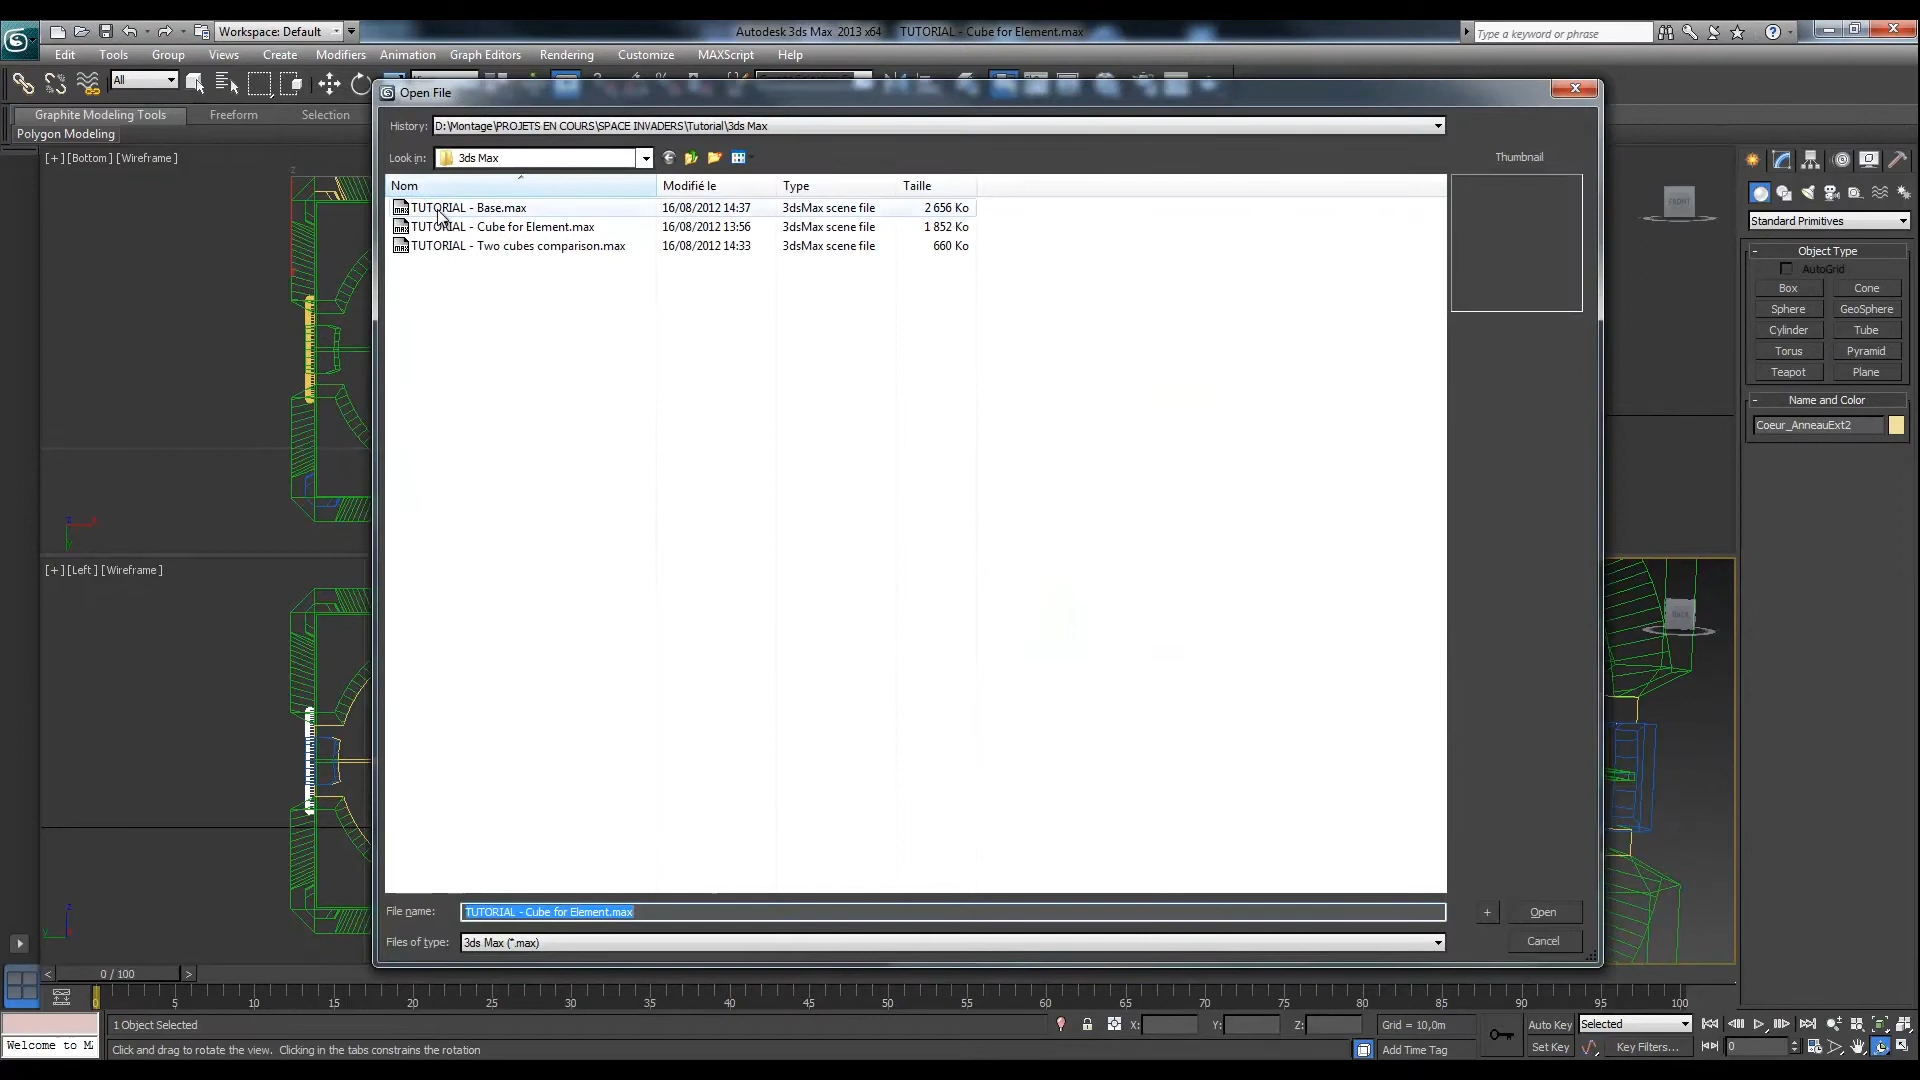 Workspace: Default
Autodesk 3ds Max 2013 x64 TUTORIAL - Cube for Element.max
Type a keyword or phrase
Edit Tools Group Views Create Modifiers Animation Graph Editors Rendering Customize MAXScript Help
All
Graphite Modeling Tools Freeform Selection
Polygon Modeling
Open File
History: D:\Montage\PROJETS EN COURS\SPACE INVADERS\Tutorial\3ds Max
Look in: 3ds Max
Thumbnail
Nom Modifié le Type Taille
TUTORIAL - Base.max 16/08/2012 14:37 3dsMax scene file 2 656 Ko
TUTORIAL - Cube for Element.max 16/08/2012 13:56 3dsMax scene file 1 852 Ko
TUTORIAL - Two cubes comparison.max 16/08/2012 14:33 3dsMax scene file 660 Ko
File name: TUTORIAL - Cube for Element.max
+ Open
Files of type: 3ds Max (*.max)
Cancel
[+] [Bottom] [Wireframe]
[+] [Left] [Wireframe]
FRONT
BACK
Standard Primitives
- Object Type
AutoGrid
Box Cone
Sphere GeoSphere
Cylinder Tube
Torus Pyramid
Teapot Plane
- Name and Color
Coeur_AnneauExt2
< 0 / 100 >
0 5 10 15 20 25 30 35 40 45 50 55 60 65 70 75 80 85 90 95 100
1 Object Selected
X: Y: Z: Grid = 10,0m
Auto Key Selected
Welcome to M
Click and drag to rotate the view. Clicking in the tabs constrains the rotation
Add Time Tag
Set Key Key Filters... 0